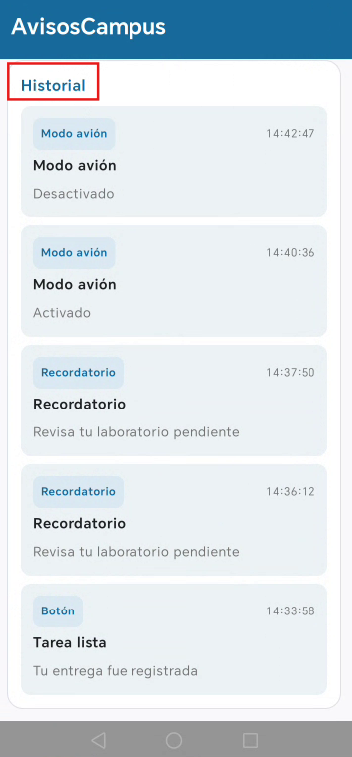 AvisosCampus
Historial
Modo avión 14:42:47
Modo avión
Desactivado
Modo avión 14:40:36
Modo avión
Activado
Recordatorio 14:37:50
Recordatorio
Revisa tu laboratorio pendiente
Recordatorio 14:36:12
Recordatorio
Revisa tu laboratorio pendiente
Botón 14:33:58
Tarea lista
Tu entrega fue registrada